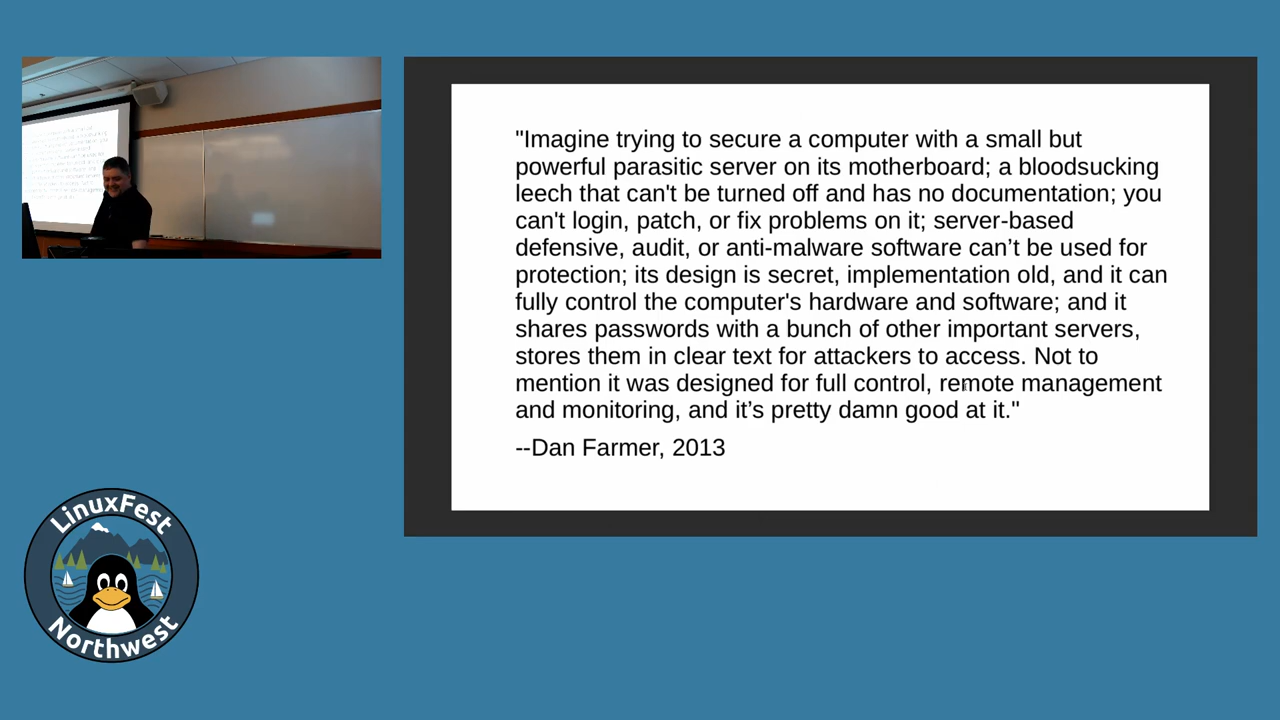 "Imagine trying to secure a computer with a small but
powerful parasitic server on its motherboard; a bloodsucking
leech that can't be turned off and has no documentation; you
can't login, patch, or fix problems on it; server-based
defensive, audit, or anti-malware software can’t be used for
protection; its design is secret, implementation old, and it can
fully control the computer's hardware and software; and it
shares passwords with a bunch of other important servers,
stores them in clear text for attackers to access. Not to
mention it was designed for full control, remote management
and monitoring, and it’s pretty damn good at it."
--Dan Farmer, 2013
LinuxFest
Northwest